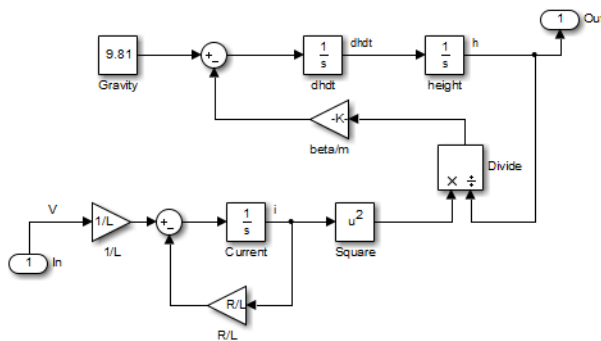 1
Out
9.81
+
-
1
s
dhdt
1
s
h
Gravity
dhdt
height
-K-
beta/m
×
÷
Divide
V
1/L
+
-
1
s
i
u²
1
In
1/L
Current
Square
R/L
R/L